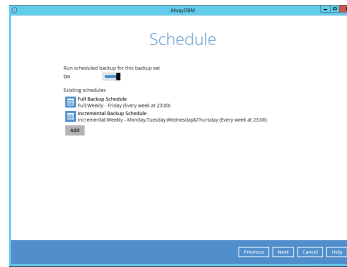 AhsayOBM
Schedule
Run scheduled backup for this backup set
On
Existing schedules
Full Backup Schedule
Full:Weekly - Friday (Every week at 23:00)
Incremental Backup Schedule
Incremental:Weekly - Monday,Tuesday,Wednesday&Thursday (Every week at 23:00)
Add
Previous Next Cancel Help